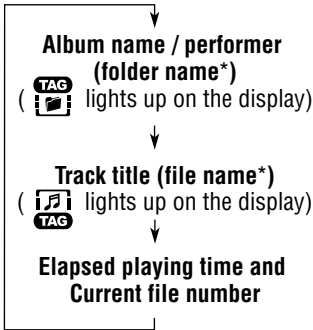 Album name / performer
(folder name*)
TAG
( lights up on the display)
Track title (file name*)
( lights up on the display)
TAG
Elapsed playing time and
Current file number